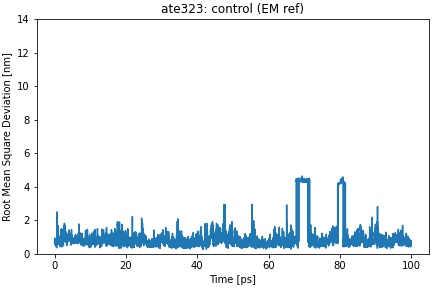 ate323: control (EM ref)
Root Mean Square Deviation [nm]
14
12
10
8
6
4
2
0
0 20 40 60 80 100
Time [ps]